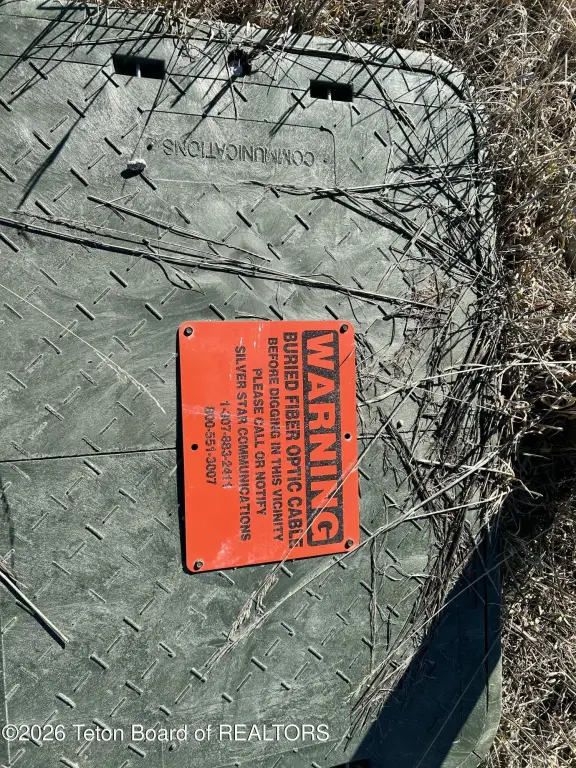 COMMUNICATIONS
WARNING
BURIED FIBER OPTIC CABLE
BEFORE DIGGING IN THIS VICINITY
PLEASE CALL OR NOTIFY
SILVER STAR COMMUNICATIONS
1-307-883-2411
800-551-3007
©2026 Teton Board of REALTORS